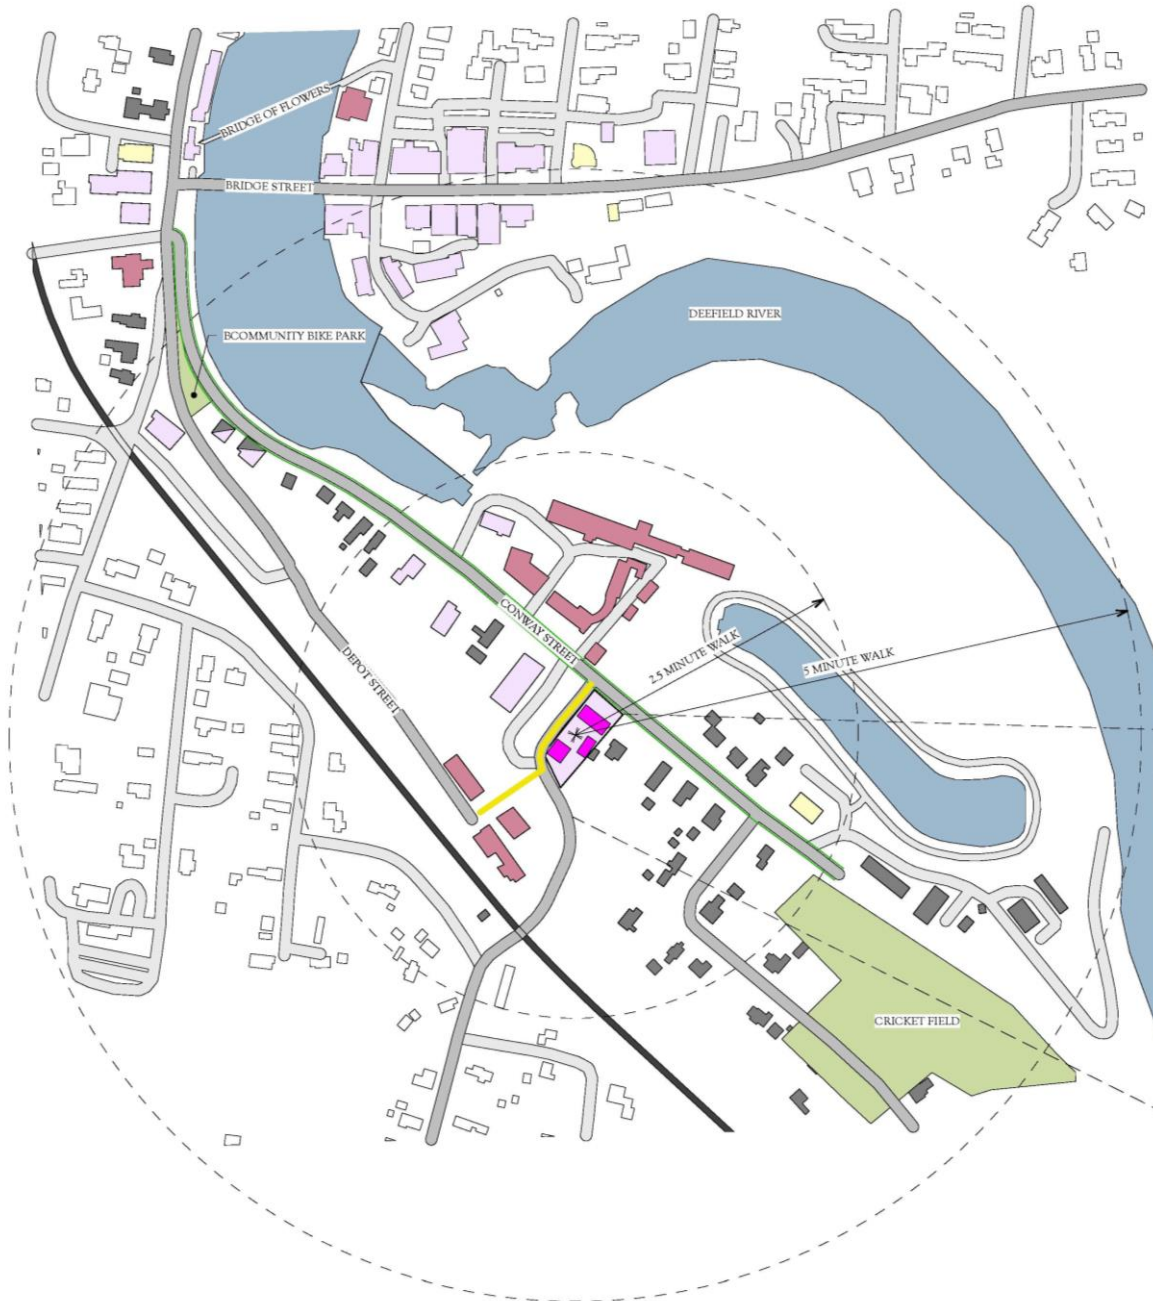 BRIDGE OF FLOWERS
BRIDGE STREET
DEEFIELD RIVER
BCOMMUNITY BIKE PARK
CONWAY STREET
2.5 MINUTE WALK
5 MINUTE WALK
DEPOT STREET
CRICKET FIELD